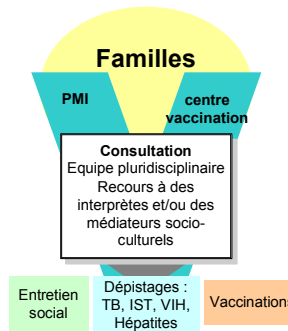 Familles
PMI
centre
vaccination
Consultation
Equipe pluridisciplinaire
Recours à des
interprètes et/ou des
médiateurs socio-
culturels
Entretien
social
Dépistages :
TB, IST, VIH,
Hépatites
Vaccinations